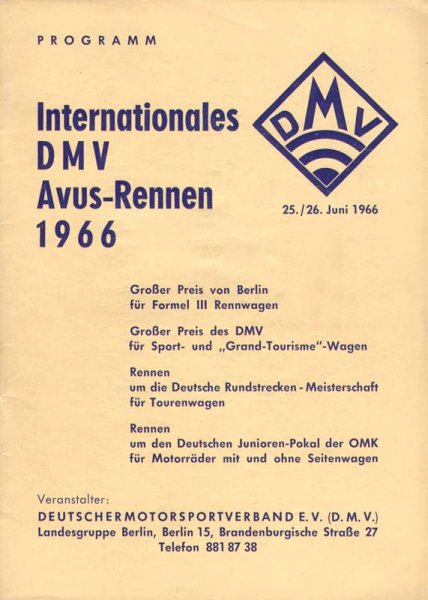 PROGRAMM
Internationales
DMV
Avus-Rennen
1966
DMV
25./26. Juni 1966
Großer Preis von Berlin
für Formel III Rennwagen
Großer Preis des DMV
für Sport- und „Grand-Tourisme“-Wagen
Rennen
um die Deutsche Rundstrecken-Meisterschaft
für Tourenwagen
Rennen
um den Deutschen Junioren-Pokal der OMK
für Motorräder mit und ohne Seitenwagen
Veranstalter:
DEUTSCHERMOTORSPORTVERBAND E.V. (D.M.V.)
Landesgruppe Berlin, Berlin 15, Brandenburgische Straße 27
Telefon 881 87 38